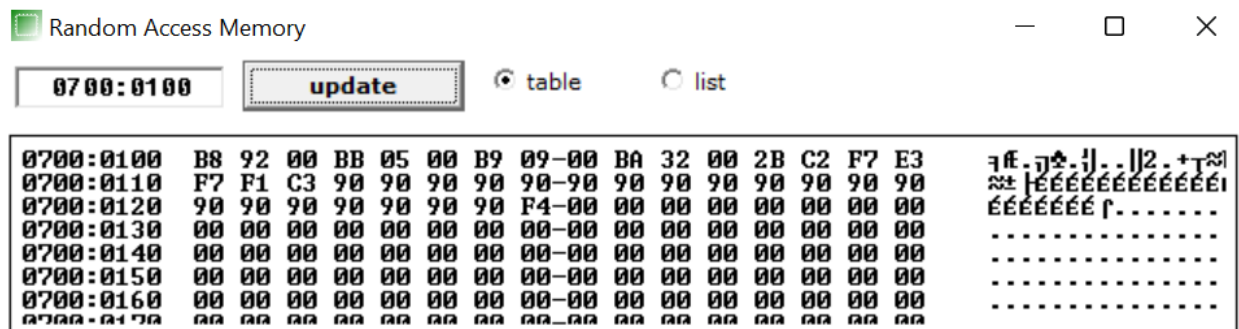 Random Access Memory
0700:0100 update table list
0700:0100 B8 92 00 BB 05 00 B9 09-00 BA 32 00 2B C2 F7 E3 ╕Æ.╗♣.╣..║2.+┬≈π
0700:0110 F7 F1 C3 90 90 90 90 90-90 90 90 90 90 90 90 90 ≈±├ÉÉÉÉÉÉÉÉÉÉÉÉÉ
0700:0120 90 90 90 90 90 90 90 F4-00 00 00 00 00 00 00 00 ÉÉÉÉÉÉÉ⌠........
0700:0130 00 00 00 00 00 00 00 00-00 00 00 00 00 00 00 00 ................
0700:0140 00 00 00 00 00 00 00 00-00 00 00 00 00 00 00 00 ................
0700:0150 00 00 00 00 00 00 00 00-00 00 00 00 00 00 00 00 ................
0700:0160 00 00 00 00 00 00 00 00-00 00 00 00 00 00 00 00 ................